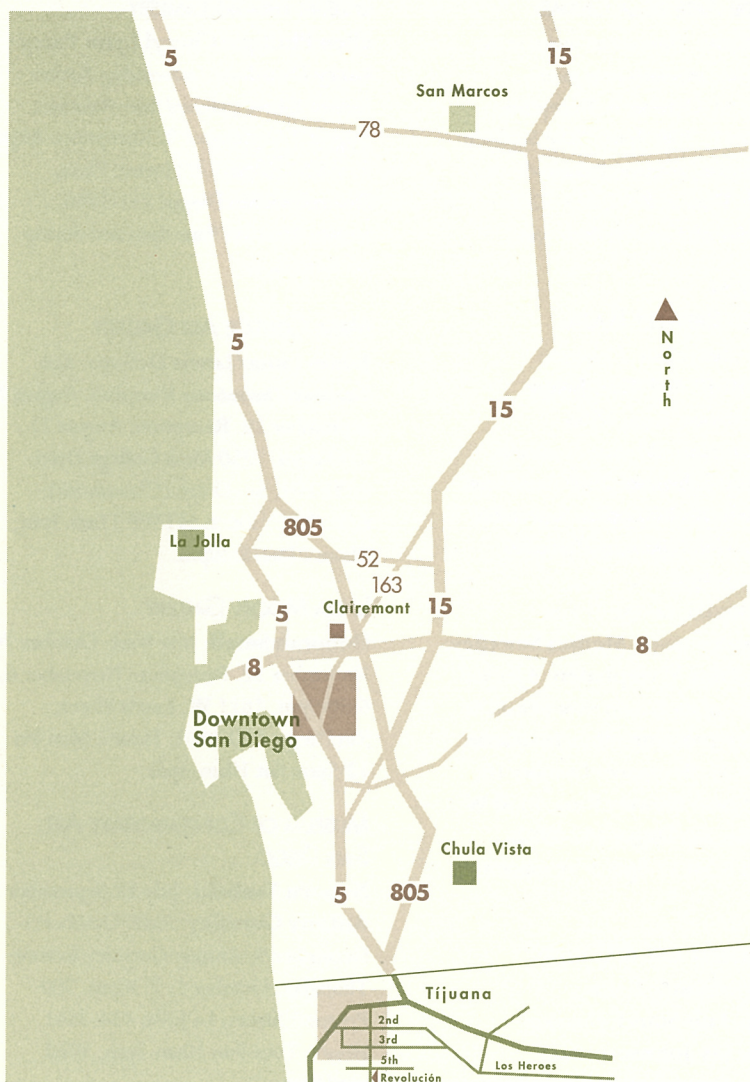 5
15
San Marcos
78
5
North
15
805
La Jolla
52
163
Clairemont
5
15
8
8
Downtown
San Diego
Chula Vista
5
805
Tíjuana
2nd
3rd
5th
Los Heroes
Revolución